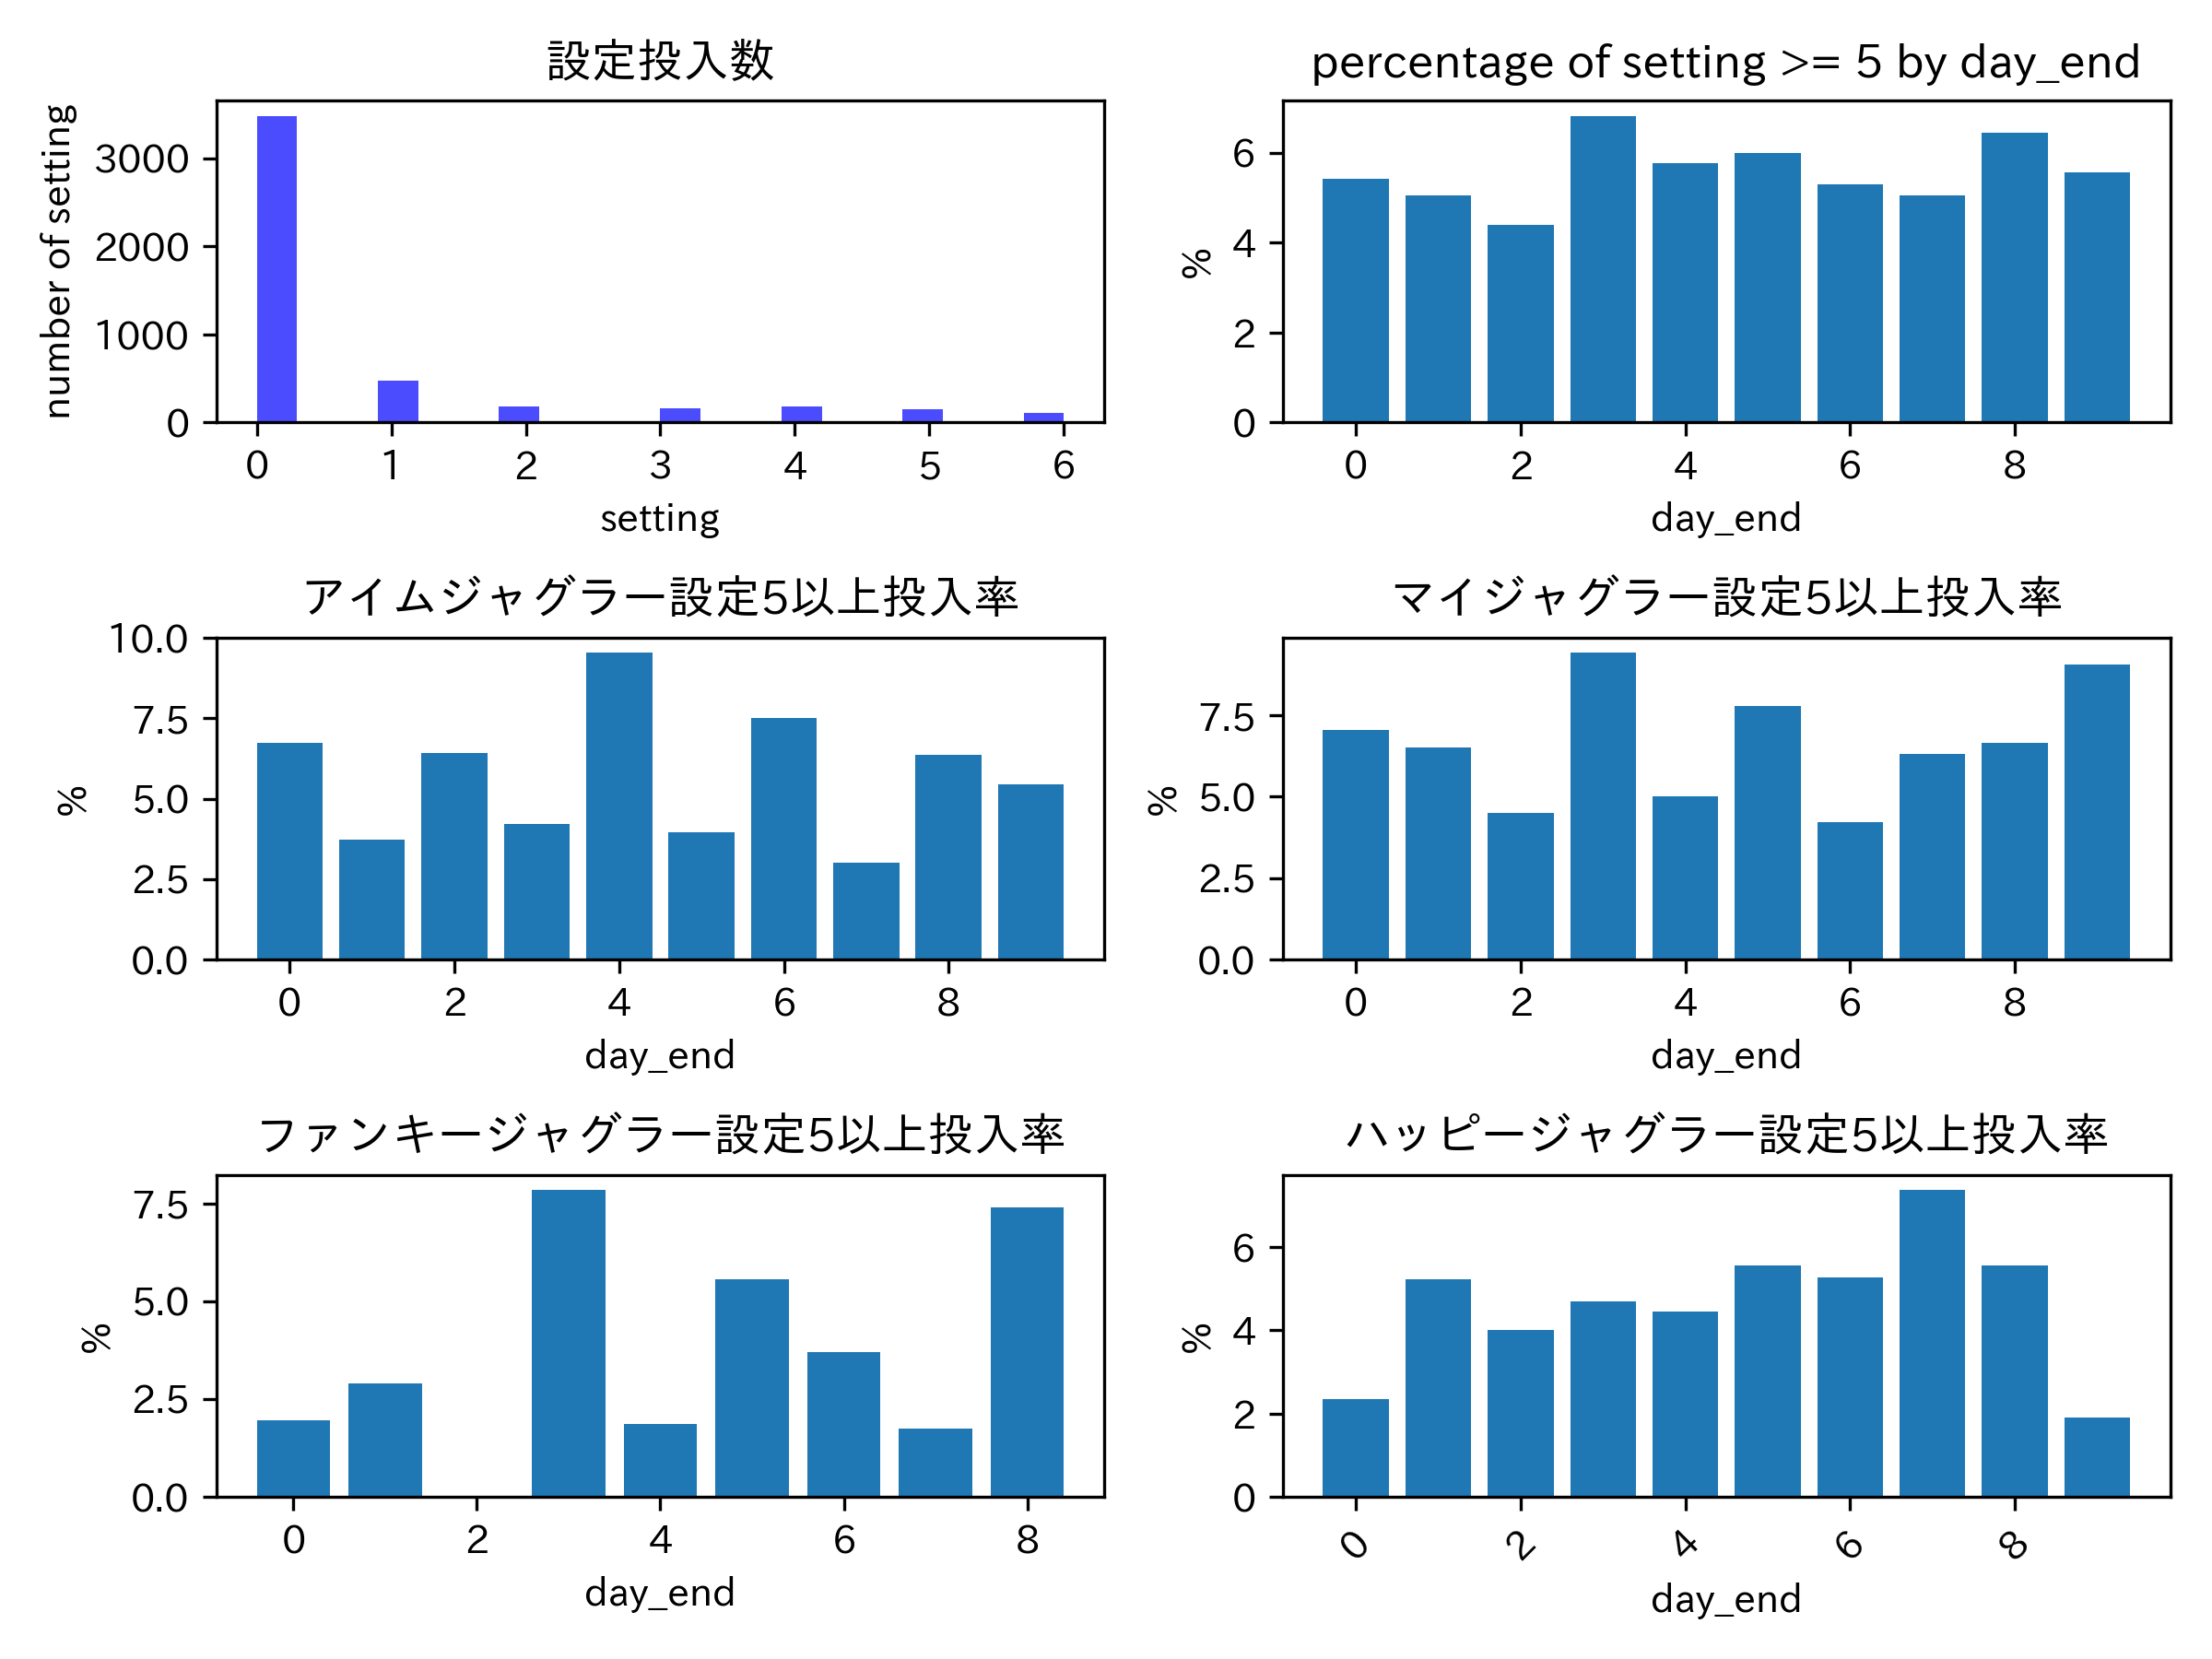 設定投入数
number of setting
3000
2000
1000
0
0 1 2 3 4 5 6
setting
percentage of setting >= 5 by day_end
%
6
4
2
0
0 2 4 6 8
day_end
アイムジャグラー設定5以上投入率
%
10.0
7.5
5.0
2.5
0.0
0 2 4 6 8
day_end
マイジャグラー設定5以上投入率
%
7.5
5.0
2.5
0.0
0 2 4 6 8
day_end
ファンキージャグラー設定5以上投入率
%
7.5
5.0
2.5
0.0
0 2 4 6 8
day_end
ハッピージャグラー設定5以上投入率
%
6
4
2
0
0 2 4 6 8
day_end